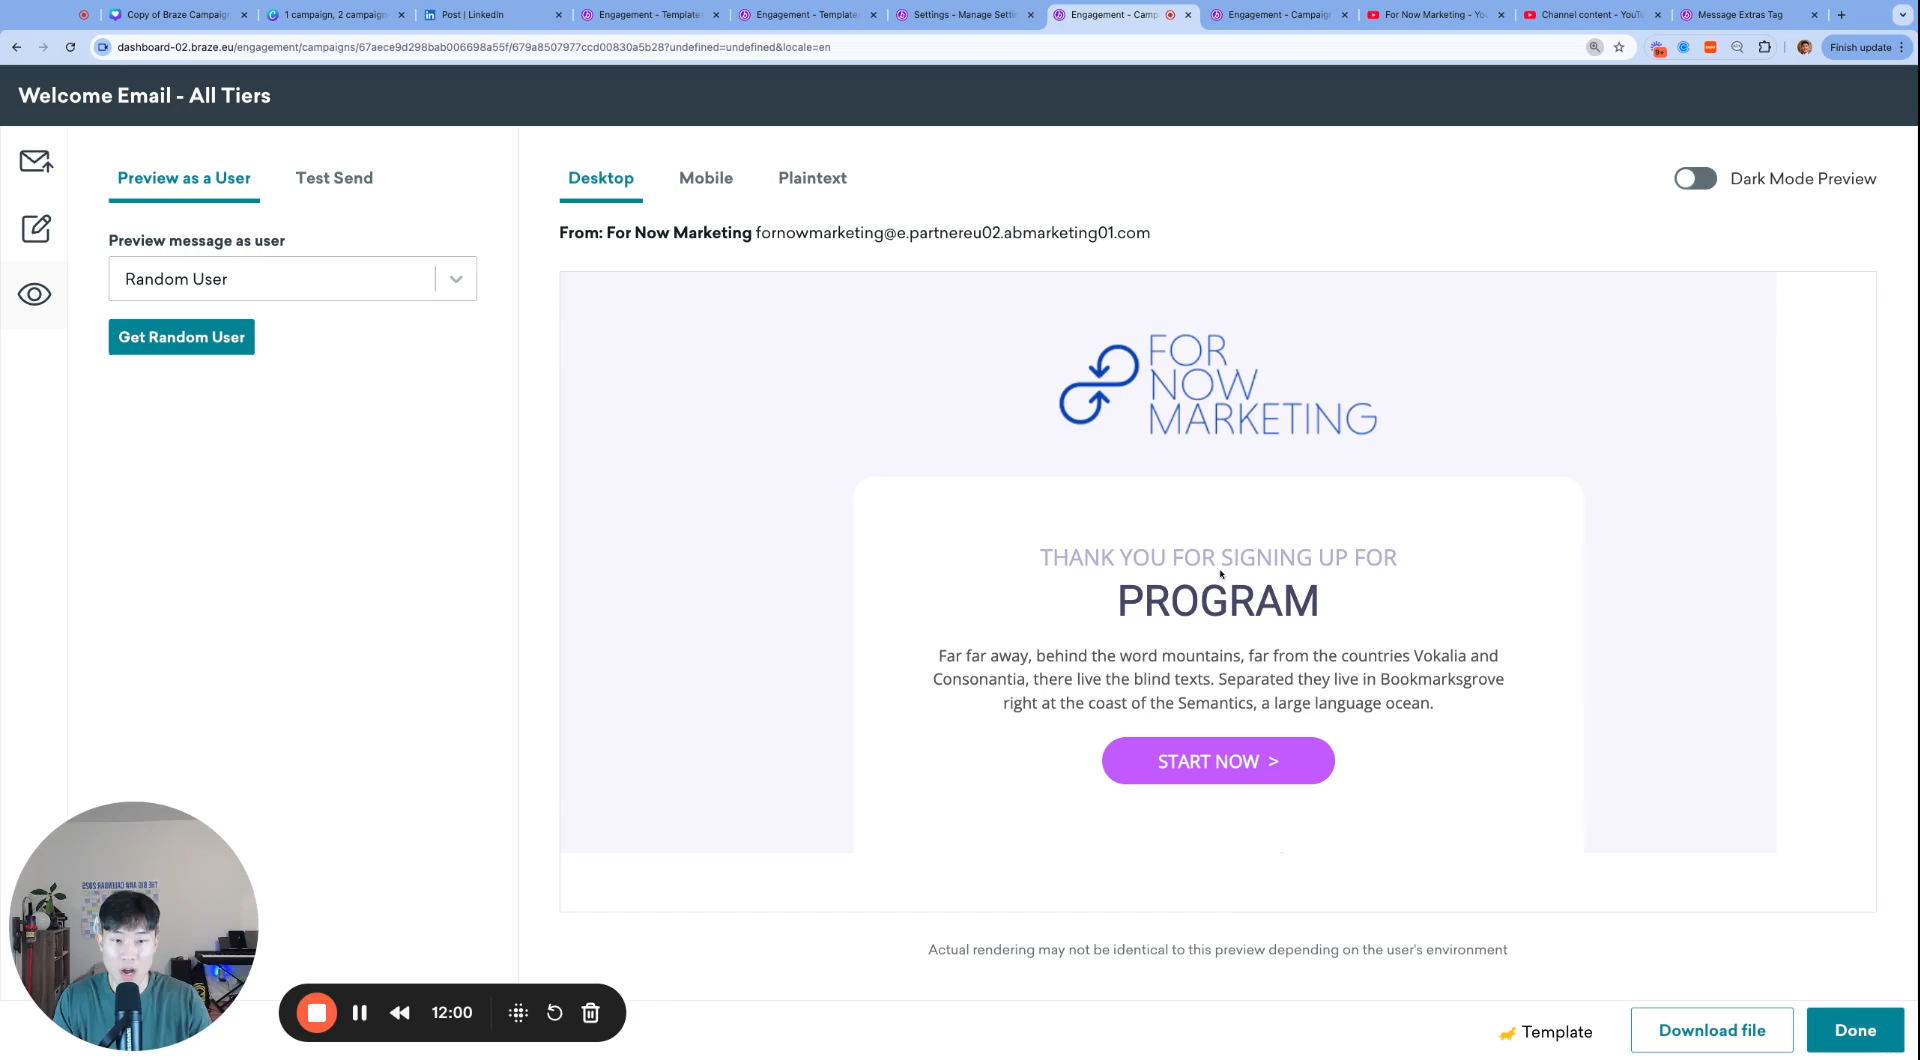 Copy of Braze Campaign
1 campaign, 2 campaign
Post | LinkedIn
Engagement - Template
Engagement - Template
Settings - Manage Settin
Engagement - Camp
Engagement - Campaig
For Now Marketing - You
Channel content - YouTu
Message Extras Tag
dashboard-02.braze.eu/engagement/campaigns/67aece9d298bab006698a55f/679a8507977ccd00830a5b28?undefined=undefined&locale=en
9+
Finish update
Welcome Email - All Tiers
Preview as a User
Test Send
Desktop
Mobile
Plaintext
Dark Mode Preview
Preview message as user
Random User
Get Random User
From: For Now Marketing fornowmarketing@e.partnereu02.abmarketing01.com
FOR
NOW
MARKETING
THANK YOU FOR SIGNING UP FOR
PROGRAM
Far far away, behind the word mountains, far from the countries Vokalia and
Consonantia, there live the blind texts. Separated they live in Bookmarksgrove
right at the coast of the Semantics, a large language ocean.
START NOW >
Actual rendering may not be identical to this preview depending on the user's environment
12:00
Template
Download file
Done